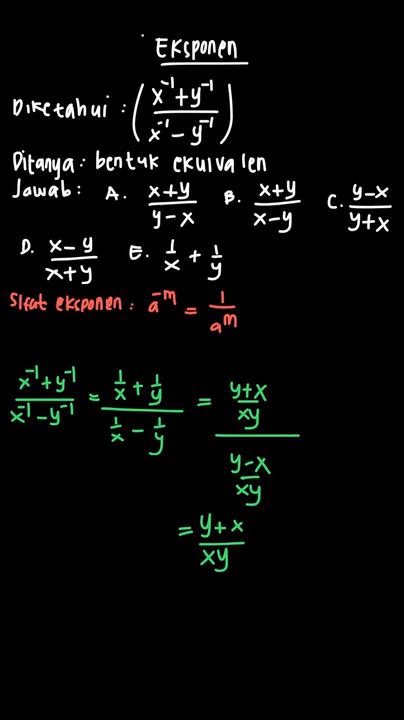 Eksponen
Diketahui : ( (x⁻¹ + y⁻¹) / (x⁻¹ − y⁻¹) )
Ditanya : bentuk ekuivalen
Jawab : A. (x+y)/(y−x) B. (x+y)/(x−y) C. (y−x)/(y+x)
D. (x−y)/(x+y) E. 1/x + 1/y
Sifat eksponen : a⁻ᵐ = 1/aᵐ
(x⁻¹ + y⁻¹)/(x⁻¹ − y⁻¹) = (1/x + 1/y)/(1/x − 1/y) = ((y+x)/xy)/((y−x)/xy)
= (y+x)/xy